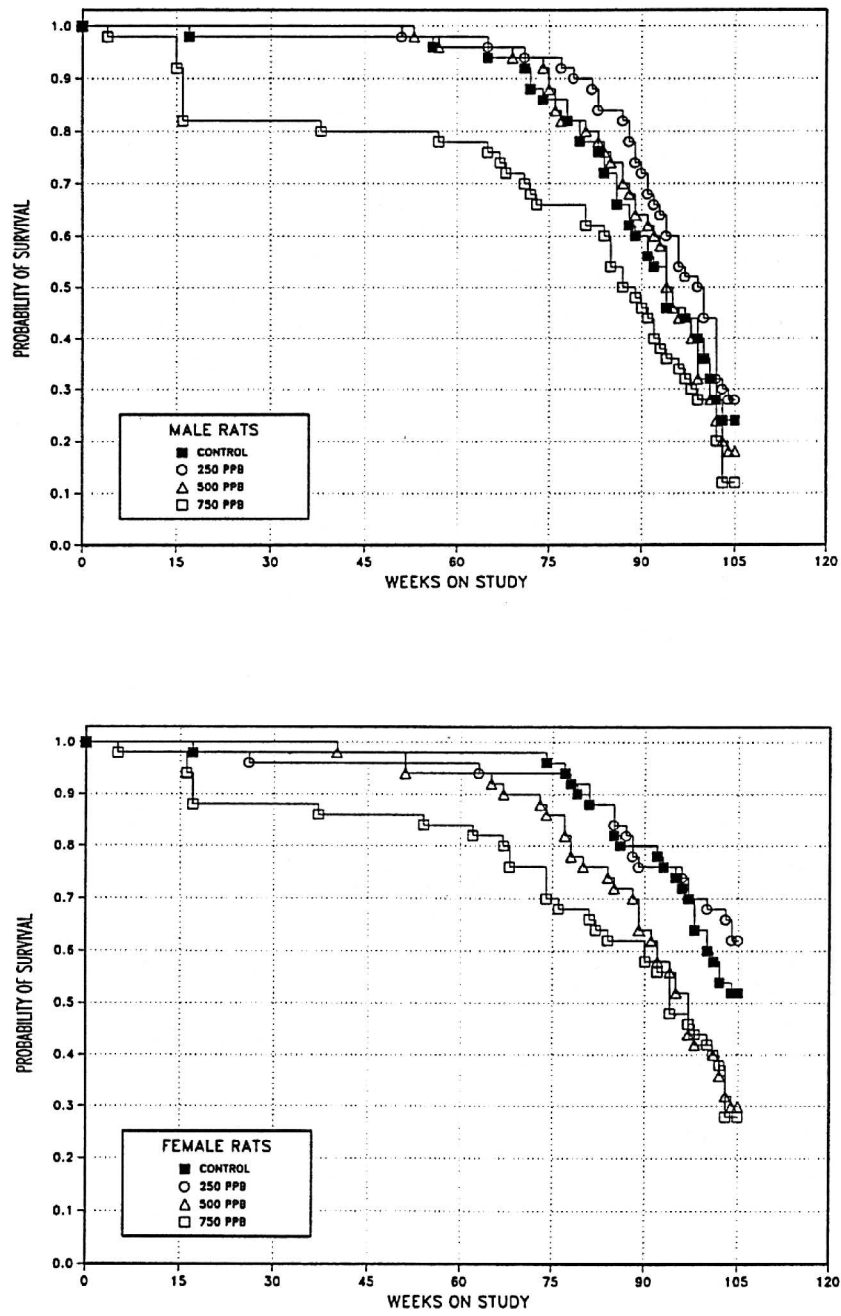 1.0
0.9
0.8
0.7
0.6
0.5
0.4
0.3
0.2
0.1
0.0
PROBABILITY OF SURVIVAL
MALE RATS
CONTROL
250 PPB
500 PPB
750 PPB
0 15 30 45 60 75 90 105 120
WEEKS ON STUDY
1.0
0.9
0.8
0.7
0.6
0.5
0.4
0.3
0.2
0.1
0.0
PROBABILITY OF SURVIVAL
FEMALE RATS
CONTROL
250 PPB
500 PPB
750 PPB
0 15 30 45 60 75 90 105 120
WEEKS ON STUDY